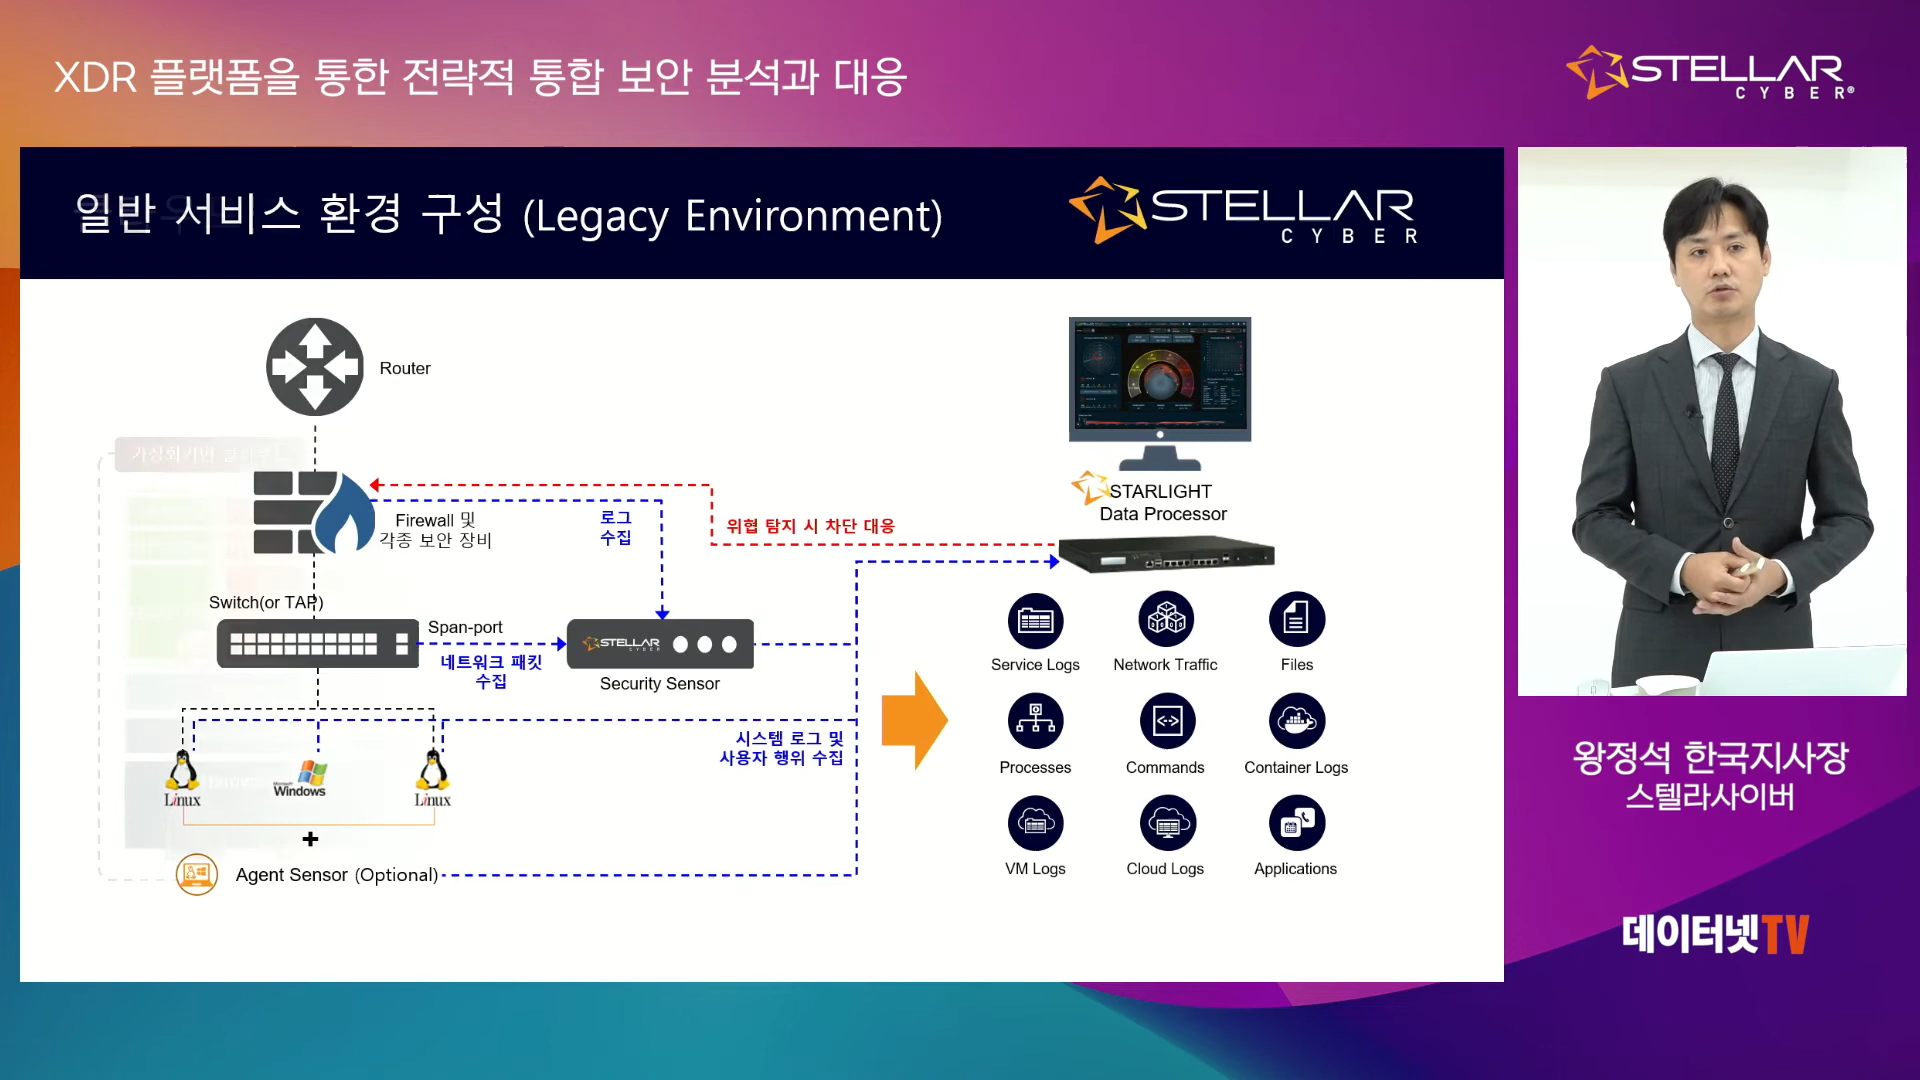 XDR 플랫폼을 통한 전략적 통합 보안 분석과 대응
STELLAR
CYBER®
일반 서비스 환경 구성 (Legacy Environment)
STELLAR
CYBER
Router
Firewall 및
각종 보안 장비
로그
수집
위협 탐지 시 차단 대응
STARLIGHT
Data Processor
Switch(or TAP)
Span-port
네트워크 패킷
수집
STELLAR
CYBER
Security Sensor
시스템 로그 및
사용자 행위 수집
Linux
Microsoft
Windows
Linux
+
Agent Sensor (Optional)
Service Logs
Network Traffic
Files
Processes
Commands
Container Logs
VM Logs
Cloud Logs
Applications
왕정석 한국지사장
스텔라사이버
데이터넷TV